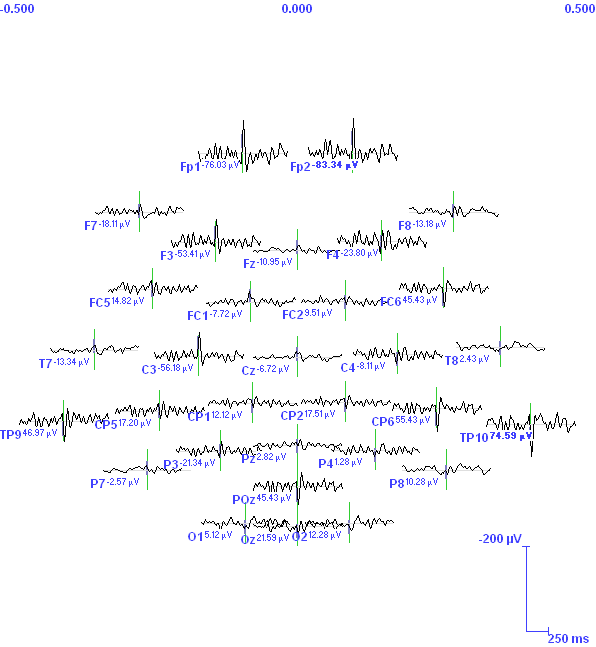 -0.500 0.000 0.500
Fp1-76.03 µV Fp2-83.34 µV
F7-18.11 µV F8-13.18 µV
F3-53.41 µV Fz-10.95 µV F4-23.80 µV
FC5 14.82 µV FC1-7.72 µV FC2 9.51 µV FC6 45.43 µV
T7-13.34 µV C3-56.18 µV Cz-6.72 µV C4-8.11 µV T8 2.43 µV
TP9 46.97 µV CP5 17.20 µV CP1 12.12 µV CP2 17.51 µV CP6 55.43 µV TP10 74.59 µV
P7-2.57 µV P3-21.34 µV Pz 2.82 µV P4 1.28 µV P8 10.28 µV
POz 45.43 µV
O1 5.12 µV Oz 21.59 µV O2 12.28 µV
-200 µV
250 ms